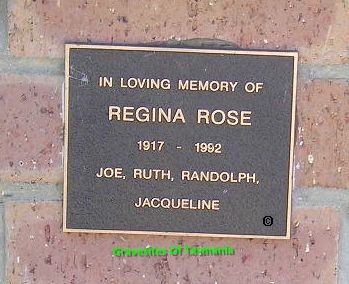 IN LOVING MEMORY OF
REGINA ROSE
1917 - 1992
JOE, RUTH, RANDOLPH,
JACQUELINE
©
Gravesites Of Tasmania